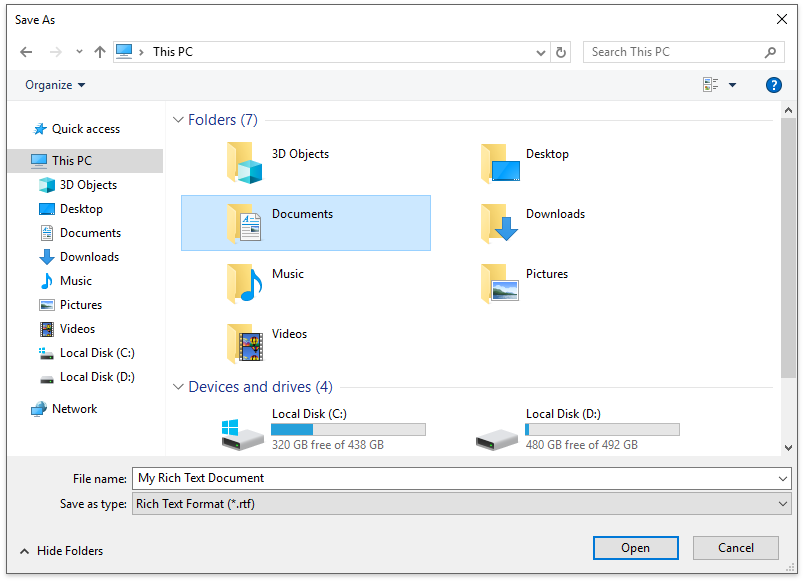 Save As
This PC
Search This PC
Organize
?
Quick access
This PC
3D Objects
Desktop
Documents
Downloads
Music
Pictures
Videos
Local Disk (C:)
Local Disk (D:)
Network
Folders (7)
3D Objects
Desktop
Documents
Downloads
Music
Pictures
Videos
Devices and drives (4)
Local Disk (C:)
320 GB free of 438 GB
Local Disk (D:)
480 GB free of 492 GB
File name: My Rich Text Document
Save as type: Rich Text Format (*.rtf)
Hide Folders
Open
Cancel